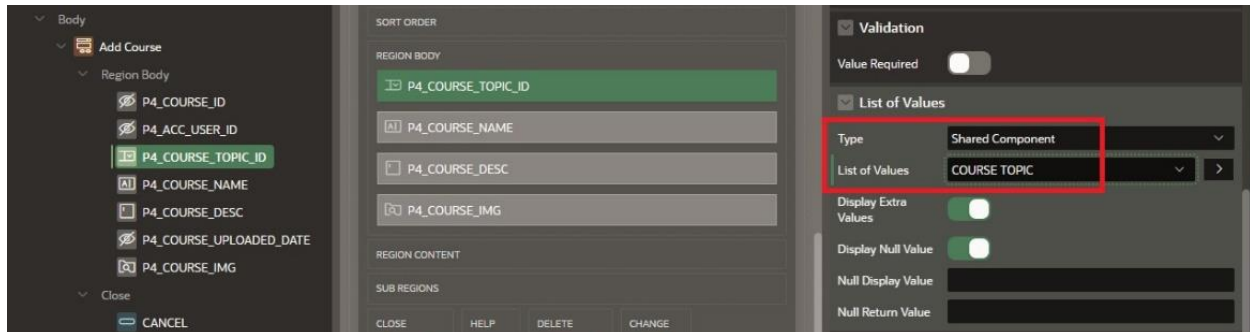 Body
Add Course
Region Body
P4_COURSE_ID
P4_ACC_USER_ID
P4_COURSE_TOPIC_ID
P4_COURSE_NAME
P4_COURSE_DESC
P4_COURSE_UPLOADED_DATE
P4_COURSE_IMG
Close
CANCEL
SORT ORDER
REGION BODY
P4_COURSE_TOPIC_ID
P4_COURSE_NAME
P4_COURSE_DESC
P4_COURSE_IMG
REGION CONTENT
SUB REGIONS
CLOSE HELP DELETE CHANGE
Validation
Value Required
List of Values
Type Shared Component
List of Values COURSE TOPIC
Display Extra
Values
Display Null Value
Null Display Value
Null Return Value